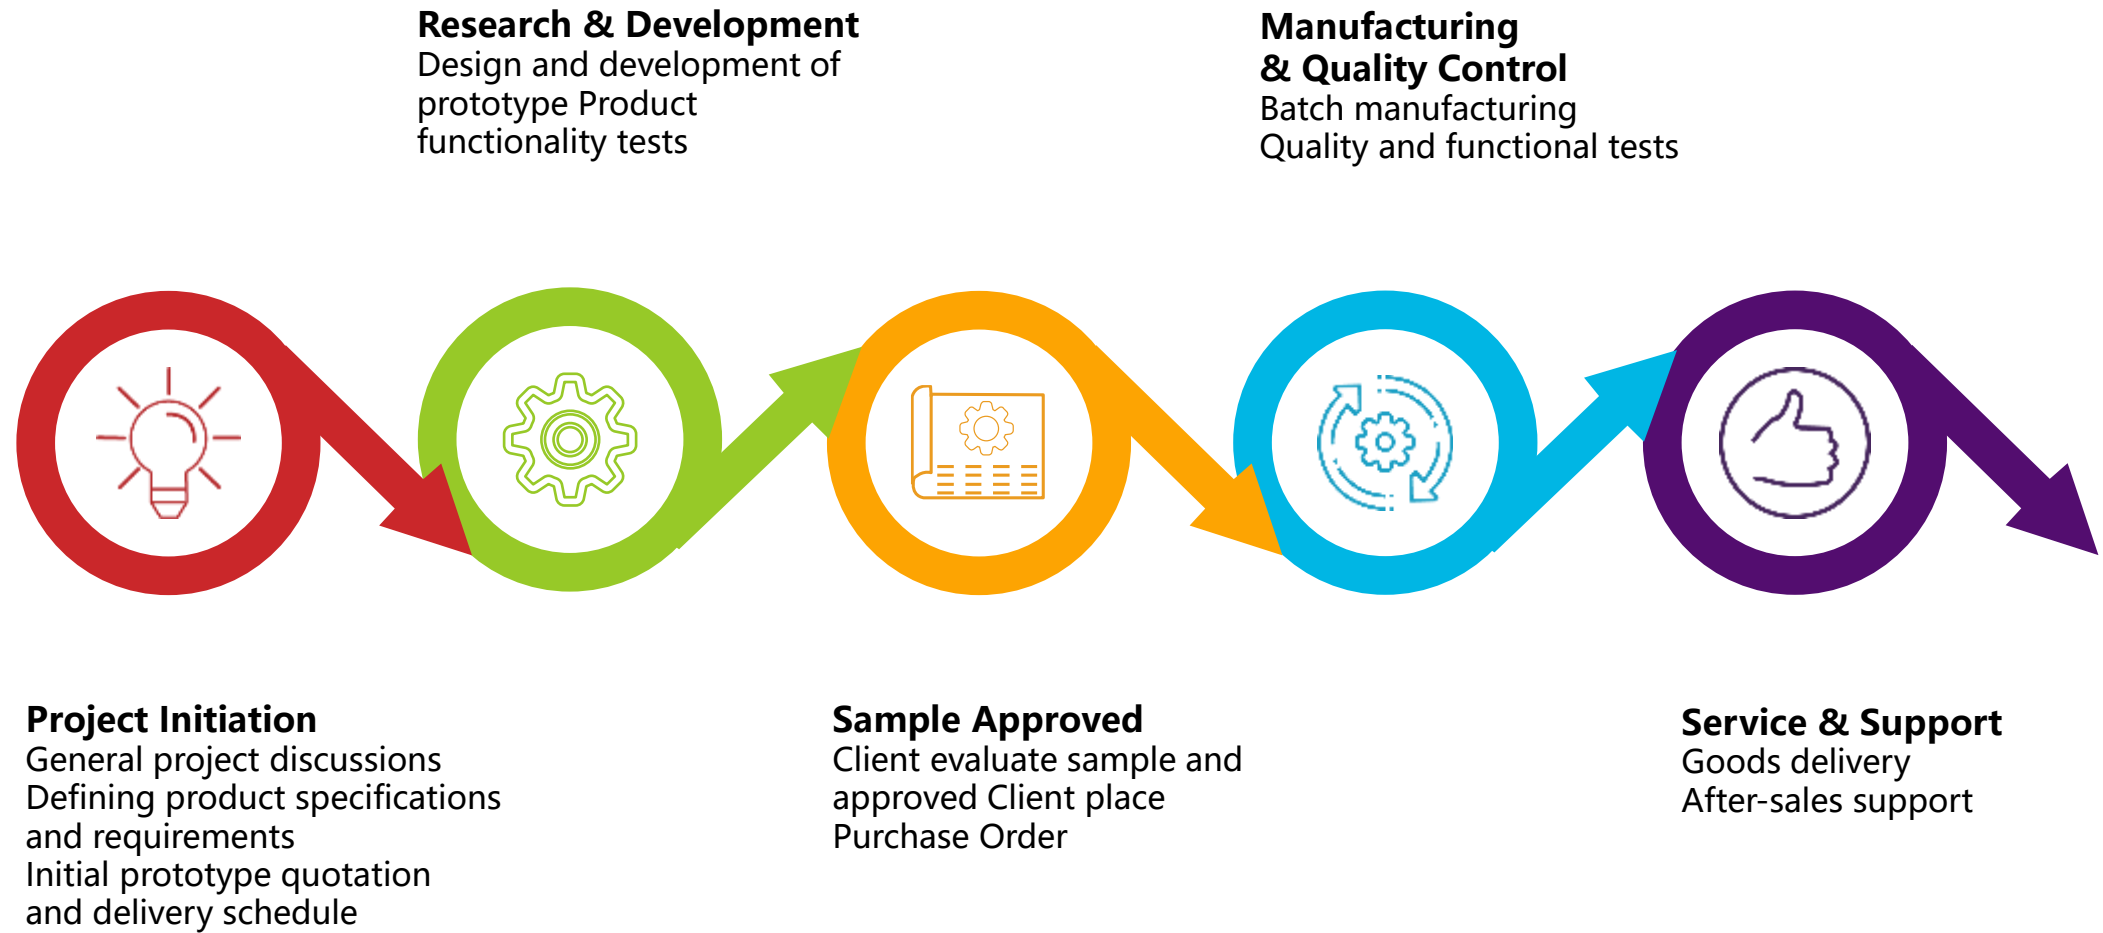 Research & Development
Design and development of
prototype Product
functionality tests
Manufacturing
& Quality Control
Batch manufacturing
Quality and functional tests
Project Initiation
General project discussions
Defining product specifications
and requirements
Initial prototype quotation
and delivery schedule
Sample Approved
Client evaluate sample and
approved Client place
Purchase Order
Service & Support
Goods delivery
After-sales support